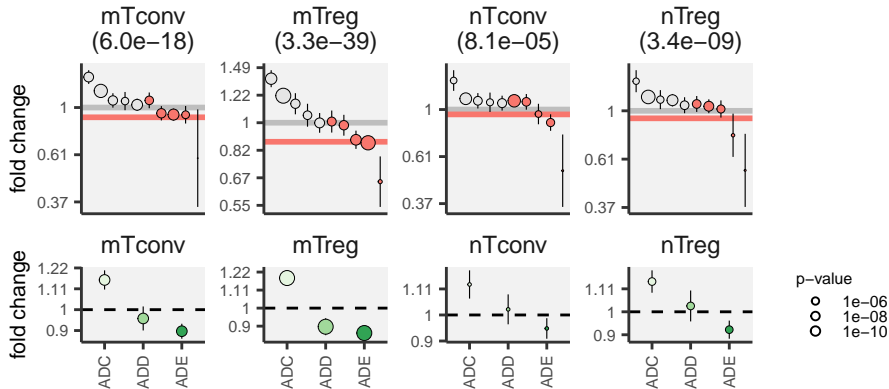 mTconv
(6.0e−18)
mTreg
(3.3e−39)
nTconv
(8.1e−05)
nTreg
(3.4e−09)
fold change
1
0.61
0.37
1.49
1.22
1
0.82
0.67
0.55
1
0.61
0.37
1
0.61
0.37
mTconv
mTreg
nTconv
nTreg
fold change
1.22
1.11
1
0.9
1.22
1.11
1
0.9
1.11
1
0.9
1.11
1
0.9
ADC
ADD
ADE
ADC
ADD
ADE
ADC
ADD
ADE
ADC
ADD
ADE
p−value
1e−06
1e−08
1e−10